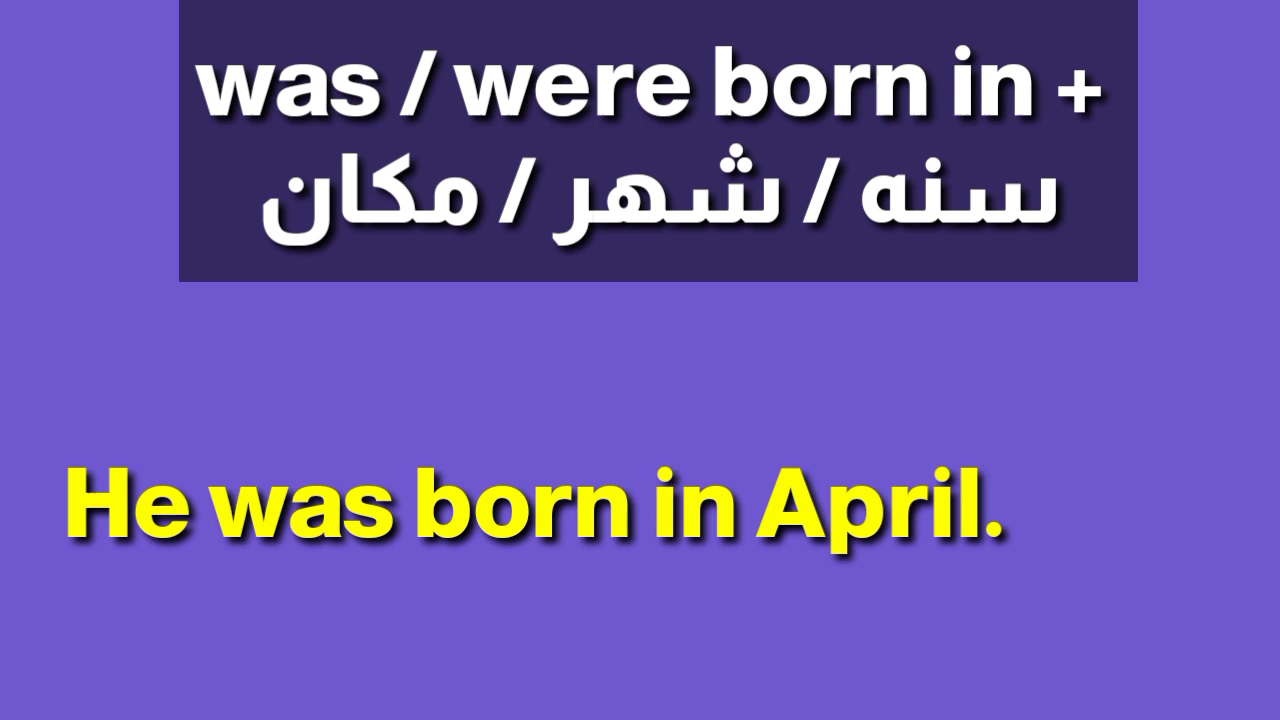 was / were born in +
سنه / شهر / مكان
He was born in April.